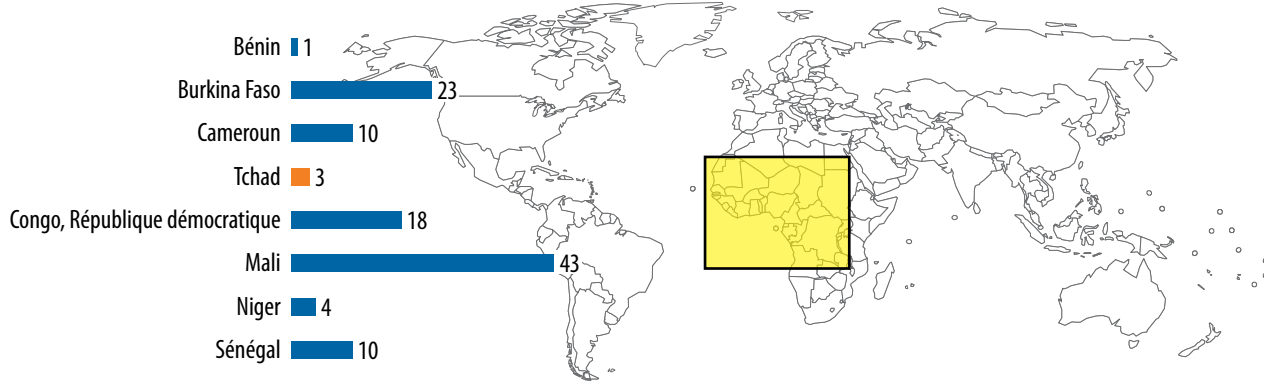 Bénin 1
Burkina Faso 23
Cameroun 10
Tchad 3
Congo, République démocratique 18
Mali 43
Niger 4
Sénégal 10